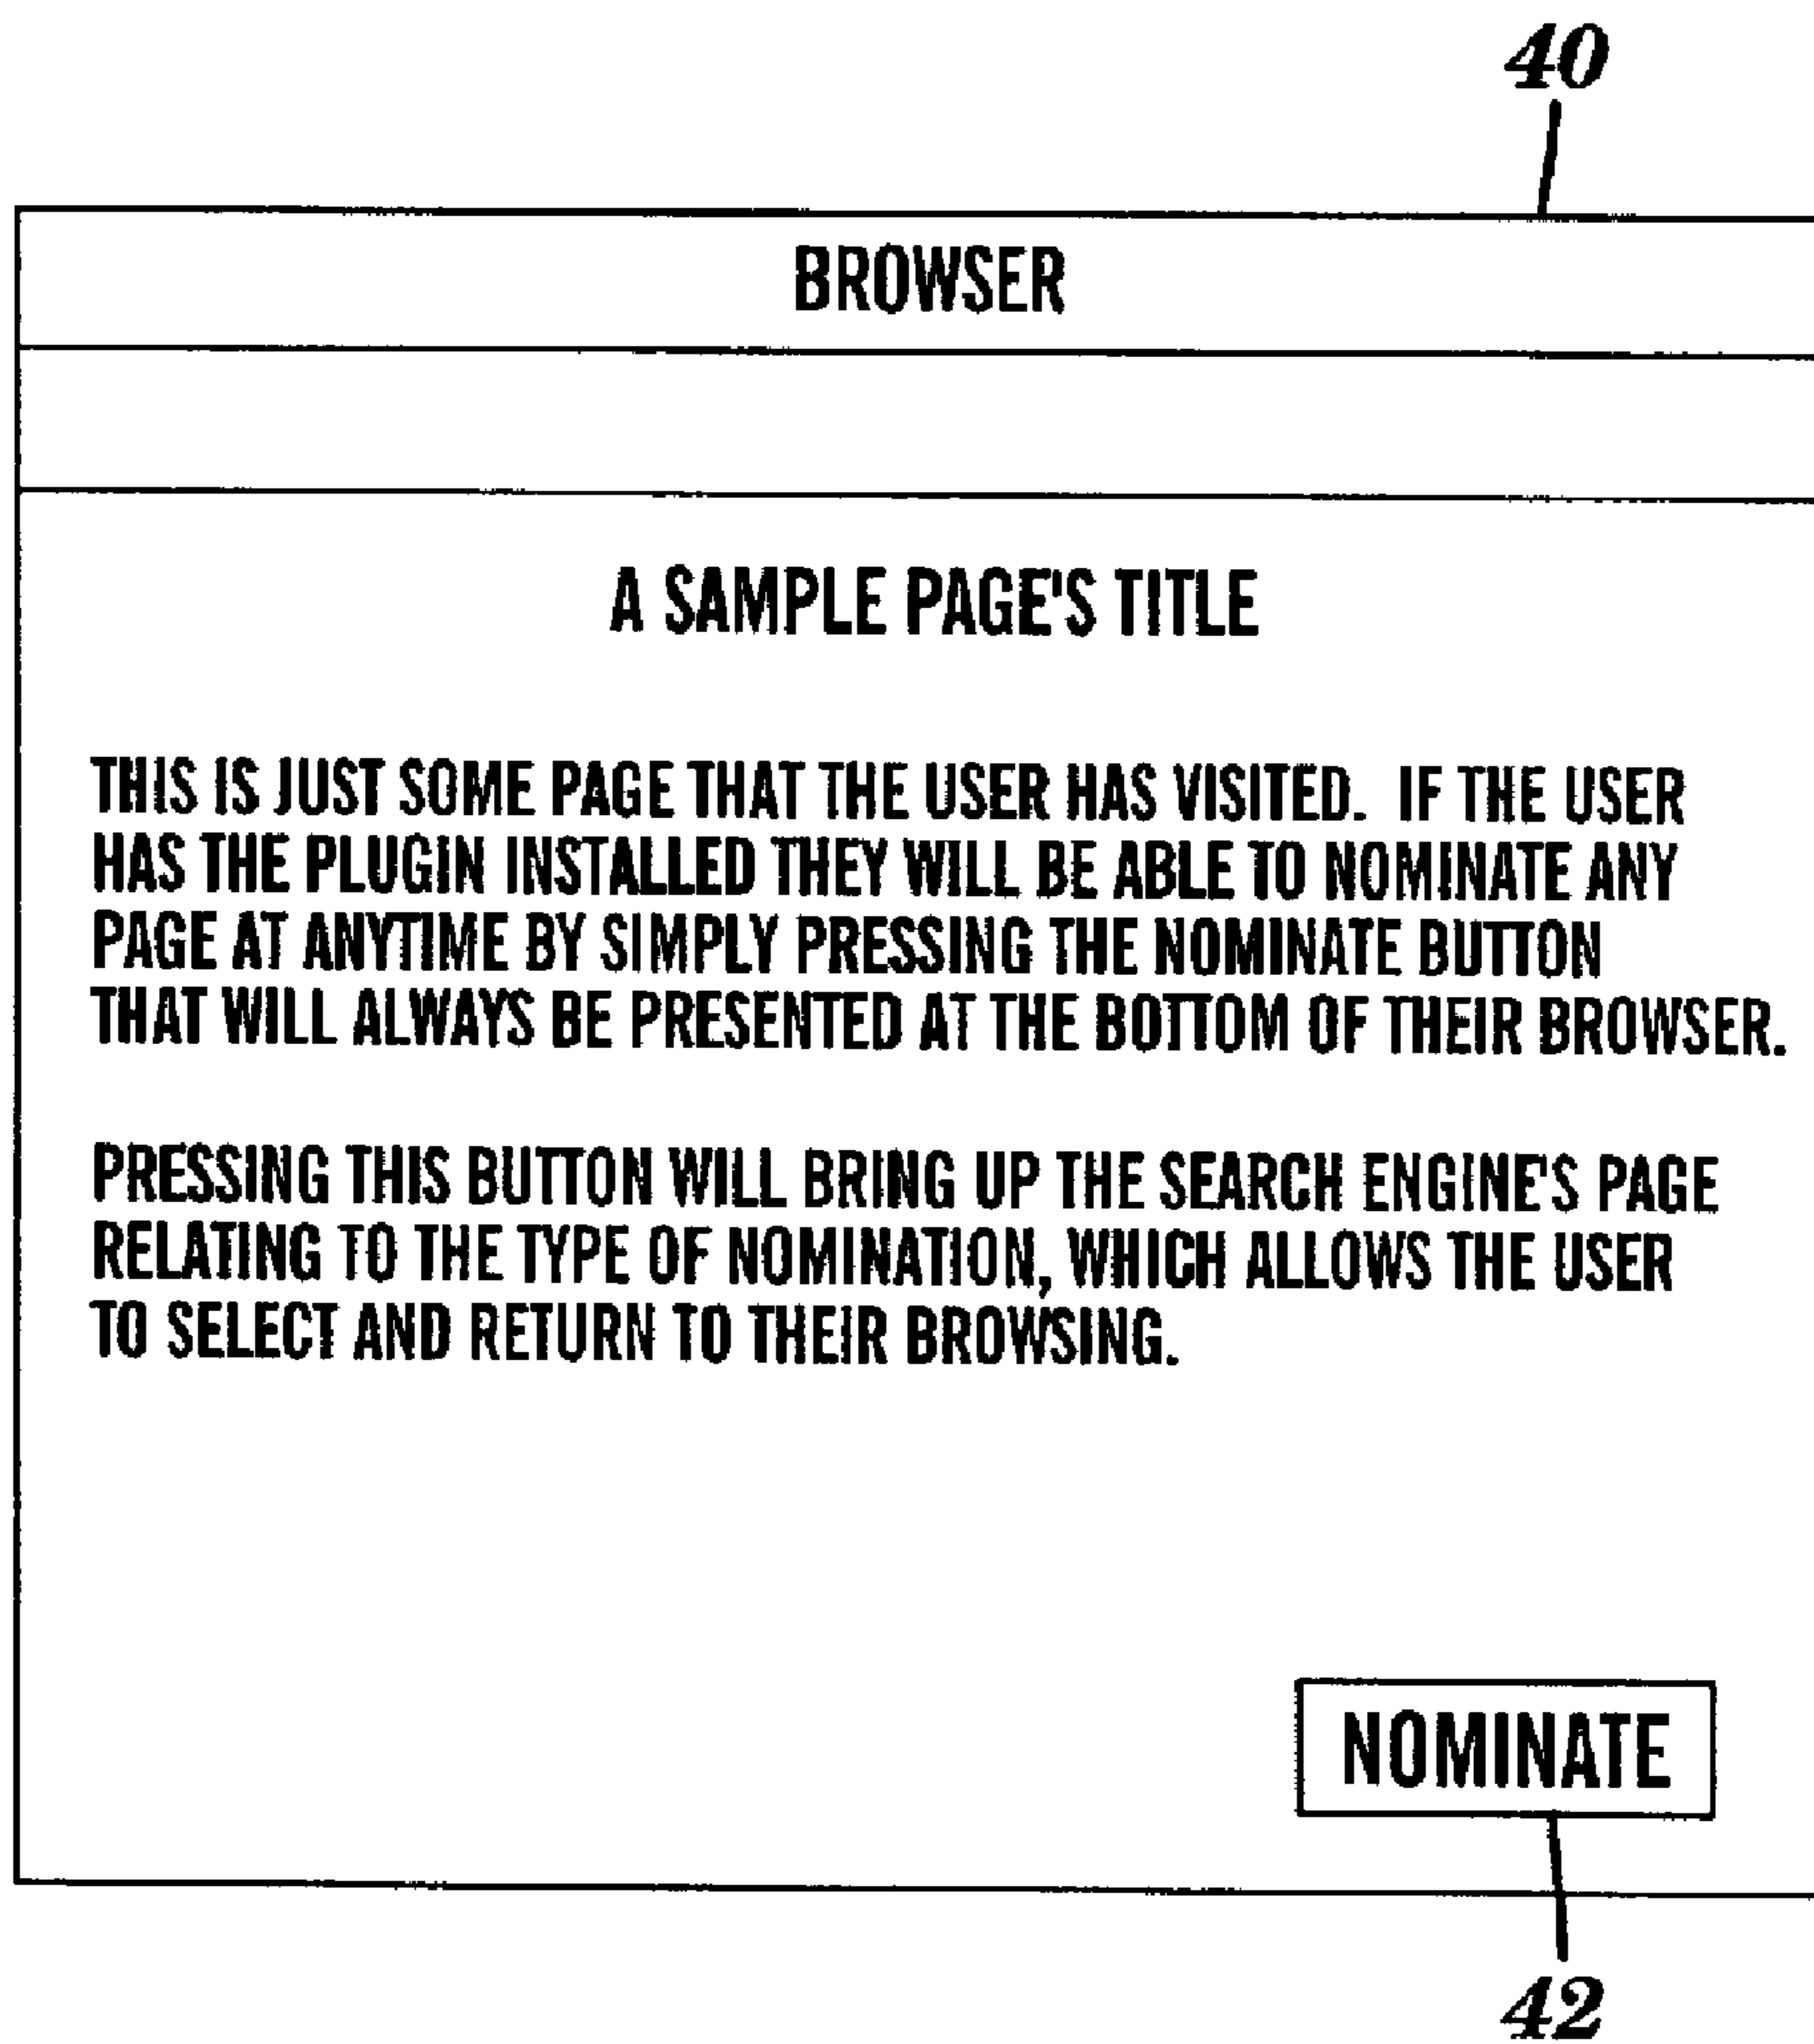 40
BROWSER
A SAMPLE PAGE'S TITLE
THIS IS JUST SOME PAGE THAT THE USER HAS VISITED. IF THE USER
HAS THE PLUGIN INSTALLED THEY WILL BE ABLE TO NOMINATE ANY
PAGE AT ANYTIME BY SIMPLY PRESSING THE NOMINATE BUTTON
THAT WILL ALWAYS BE PRESENTED AT THE BOTTOM OF THEIR BROWSER.
PRESSING THIS BUTTON WILL BRING UP THE SEARCH ENGINE'S PAGE
RELATING TO THE TYPE OF NOMINATION, WHICH ALLOWS THE USER
TO SELECT AND RETURN TO THEIR BROWSING.
NOMINATE
42